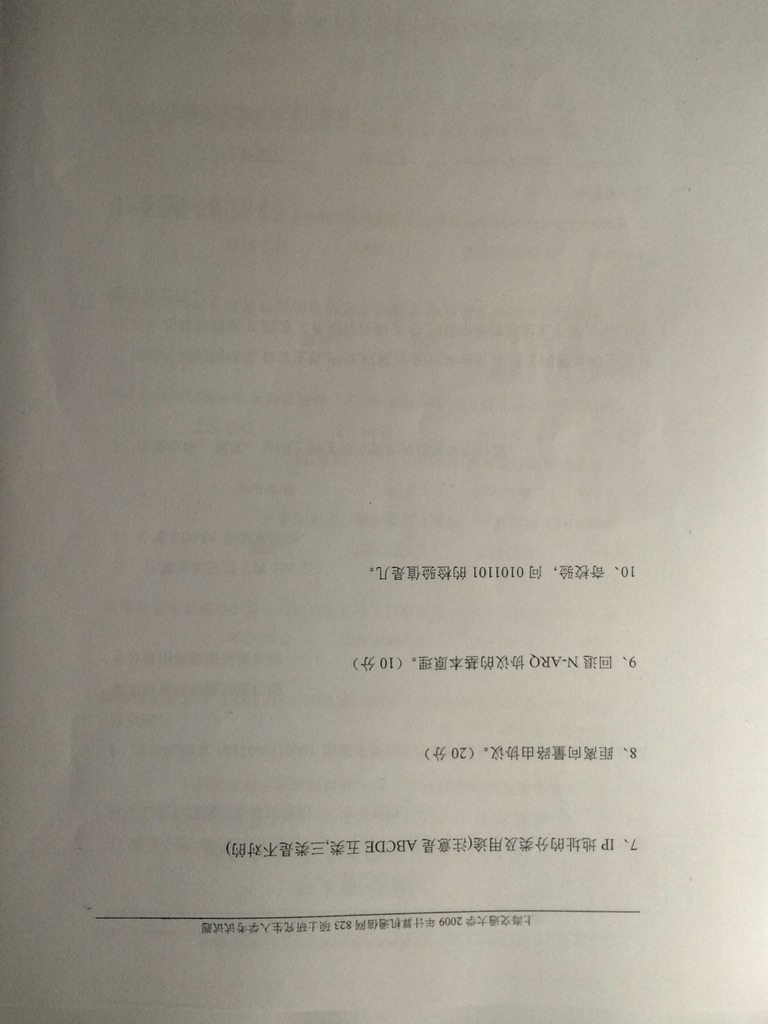 上海交通大学 2009 年计算机通信网 823 硕士研究生入学考试试题
7、IP 地址的分类及用途(注意是 ABCDE 五类,三类是不对的)
8、距离向量路由协议。（20 分）
9、回退 N-ARQ 协议的基本原理。（10 分）
10、奇校验，问 0101101 的检验值是几。